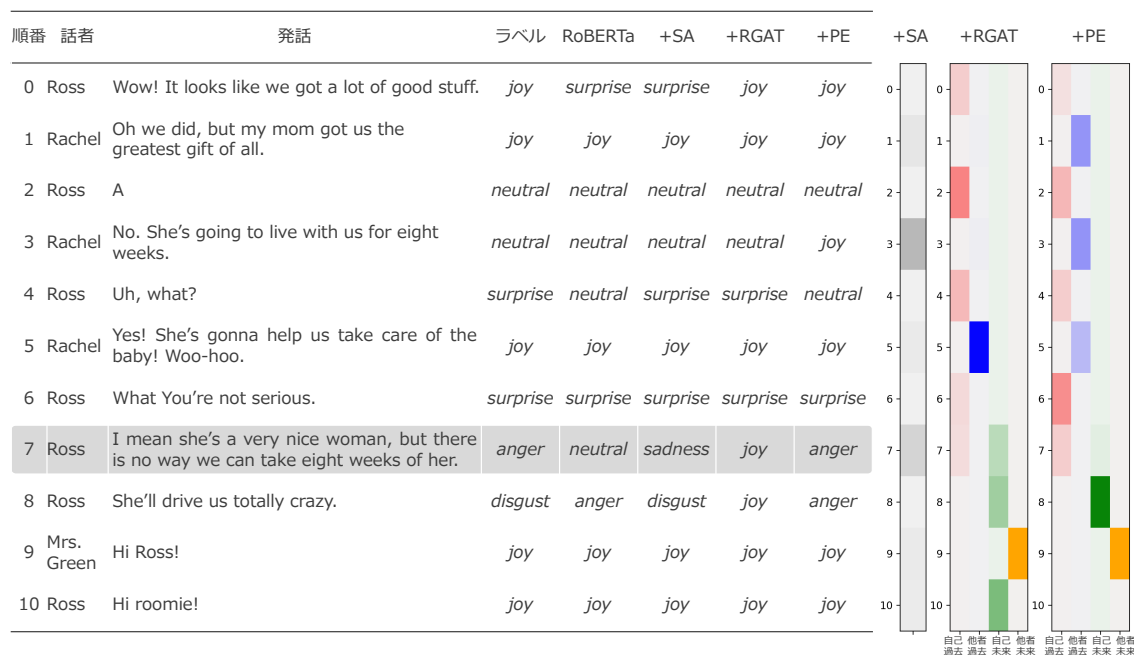 順番 話者 発話 ラベル RoBERTa +SA +RGAT +PE
0 Ross Wow! It looks like we got a lot of good stuff. joy surprise surprise joy joy
1 Rachel Oh we did, but my mom got us the
greatest gift of all. joy joy joy joy joy
2 Ross A neutral neutral neutral neutral neutral
3 Rachel No. She's going to live with us for eight
weeks. neutral neutral neutral neutral joy
4 Ross Uh, what? surprise neutral surprise surprise neutral
5 Rachel Yes! She's gonna help us take care of the
baby! Woo-hoo. joy joy joy joy joy
6 Ross What You're not serious. surprise surprise surprise surprise surprise
7 Ross I mean she's a very nice woman, but there
is no way we can take eight weeks of her. anger neutral sadness joy anger
8 Ross She'll drive us totally crazy. disgust anger disgust joy anger
9 Mrs.
Green Hi Ross! joy joy joy joy joy
10 Ross Hi roomie! joy joy joy joy joy
+SA +RGAT +PE
0 0 0
1 1 1
2 2 2
3 3 3
4 4 4
5 5 5
6 6 6
7 7 7
8 8 8
9 9 9
10 10 10
自己 他者 自己 他者 自己 他者 自己 他者
過去 過去 未来 未来 過去 過去 未来 未来